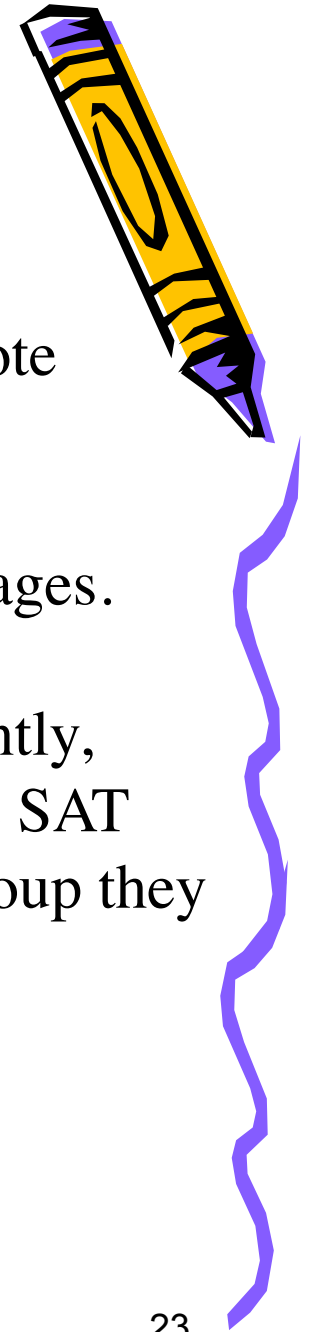 ote
ages.
ntly,
SAT
oup they
23